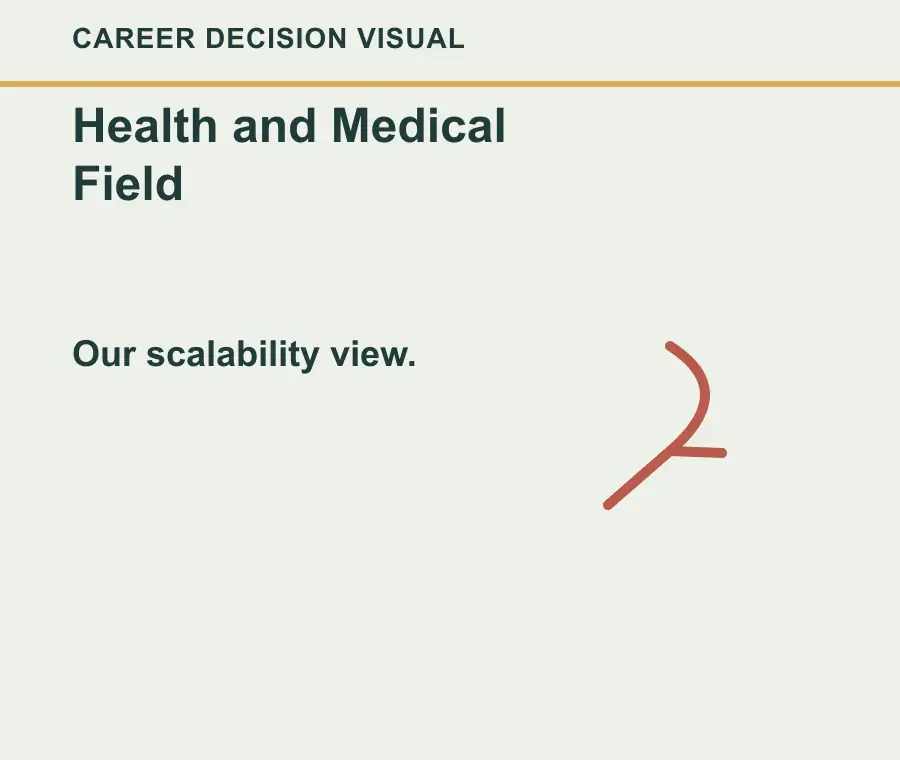 CAREER DECISION VISUAL
Health and Medical
Field
Our scalability view.